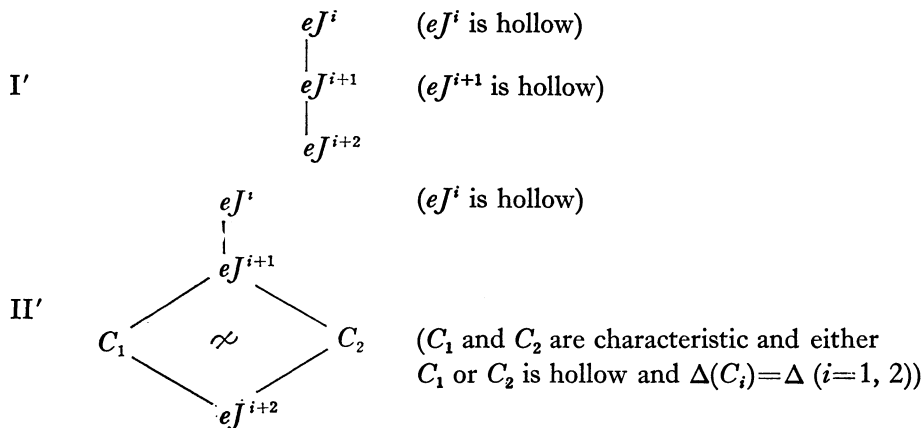 eJ^i (eJ^i is hollow)
I′ eJ^{i+1} (eJ^{i+1} is hollow)
eJ^{i+2}
eJ^i (eJ^i is hollow)
eJ^{i+1}
II′
C_1 ≁ C_2 (C_1 and C_2 are characteristic and either
C_1 or C_2 is hollow and Δ(C_i)=Δ (i=1, 2))
eJ^{i+2}